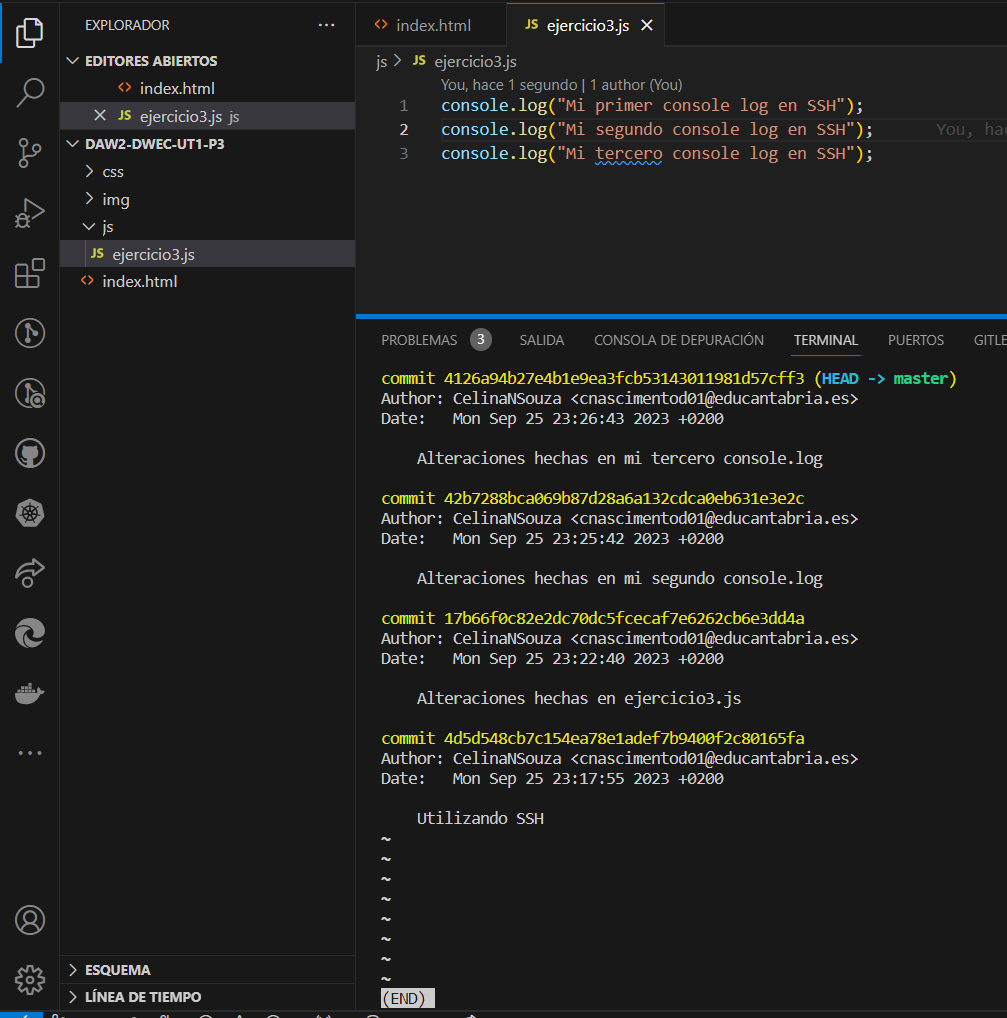 EXPLORADOR
EDITORES ABIERTOS
index.html
JS ejercicio3.js js
DAW2-DWEC-UT1-P3
css
img
js
JS ejercicio3.js
index.html
ESQUEMA
LÍNEA DE TIEMPO
index.html
JS ejercicio3.js
js > JS ejercicio3.js
You, hace 1 segundo | 1 author (You)
1 console.log("Mi primer console log en SSH");
2 console.log("Mi segundo console log en SSH"); You, hac
3 console.log("Mi tercero console log en SSH");
PROBLEMAS 3 SALIDA CONSOLA DE DEPURACIÓN TERMINAL PUERTOS GITLE
commit 4126a94b27e4b1e9ea3fcb53143011981d57cff3 (HEAD -> master)
Author: CelinaNSouza <cnascimentod01@educantabria.es>
Date: Mon Sep 25 23:26:43 2023 +0200
Alteraciones hechas en mi tercero console.log
commit 42b7288bca069b87d28a6a132cdca0eb631e3e2c
Author: CelinaNSouza <cnascimentod01@educantabria.es>
Date: Mon Sep 25 23:25:42 2023 +0200
Alteraciones hechas en mi segundo console.log
commit 17b66f0c82e2dc70dc5fcecaf7e6262cb6e3dd4a
Author: CelinaNSouza <cnascimentod01@educantabria.es>
Date: Mon Sep 25 23:22:40 2023 +0200
Alteraciones hechas en ejercicio3.js
commit 4d5d548cb7c154ea78e1adef7b9400f2c80165fa
Author: CelinaNSouza <cnascimentod01@educantabria.es>
Date: Mon Sep 25 23:17:55 2023 +0200
Utilizando SSH
~
~
~
~
~
~
~
~
(END)